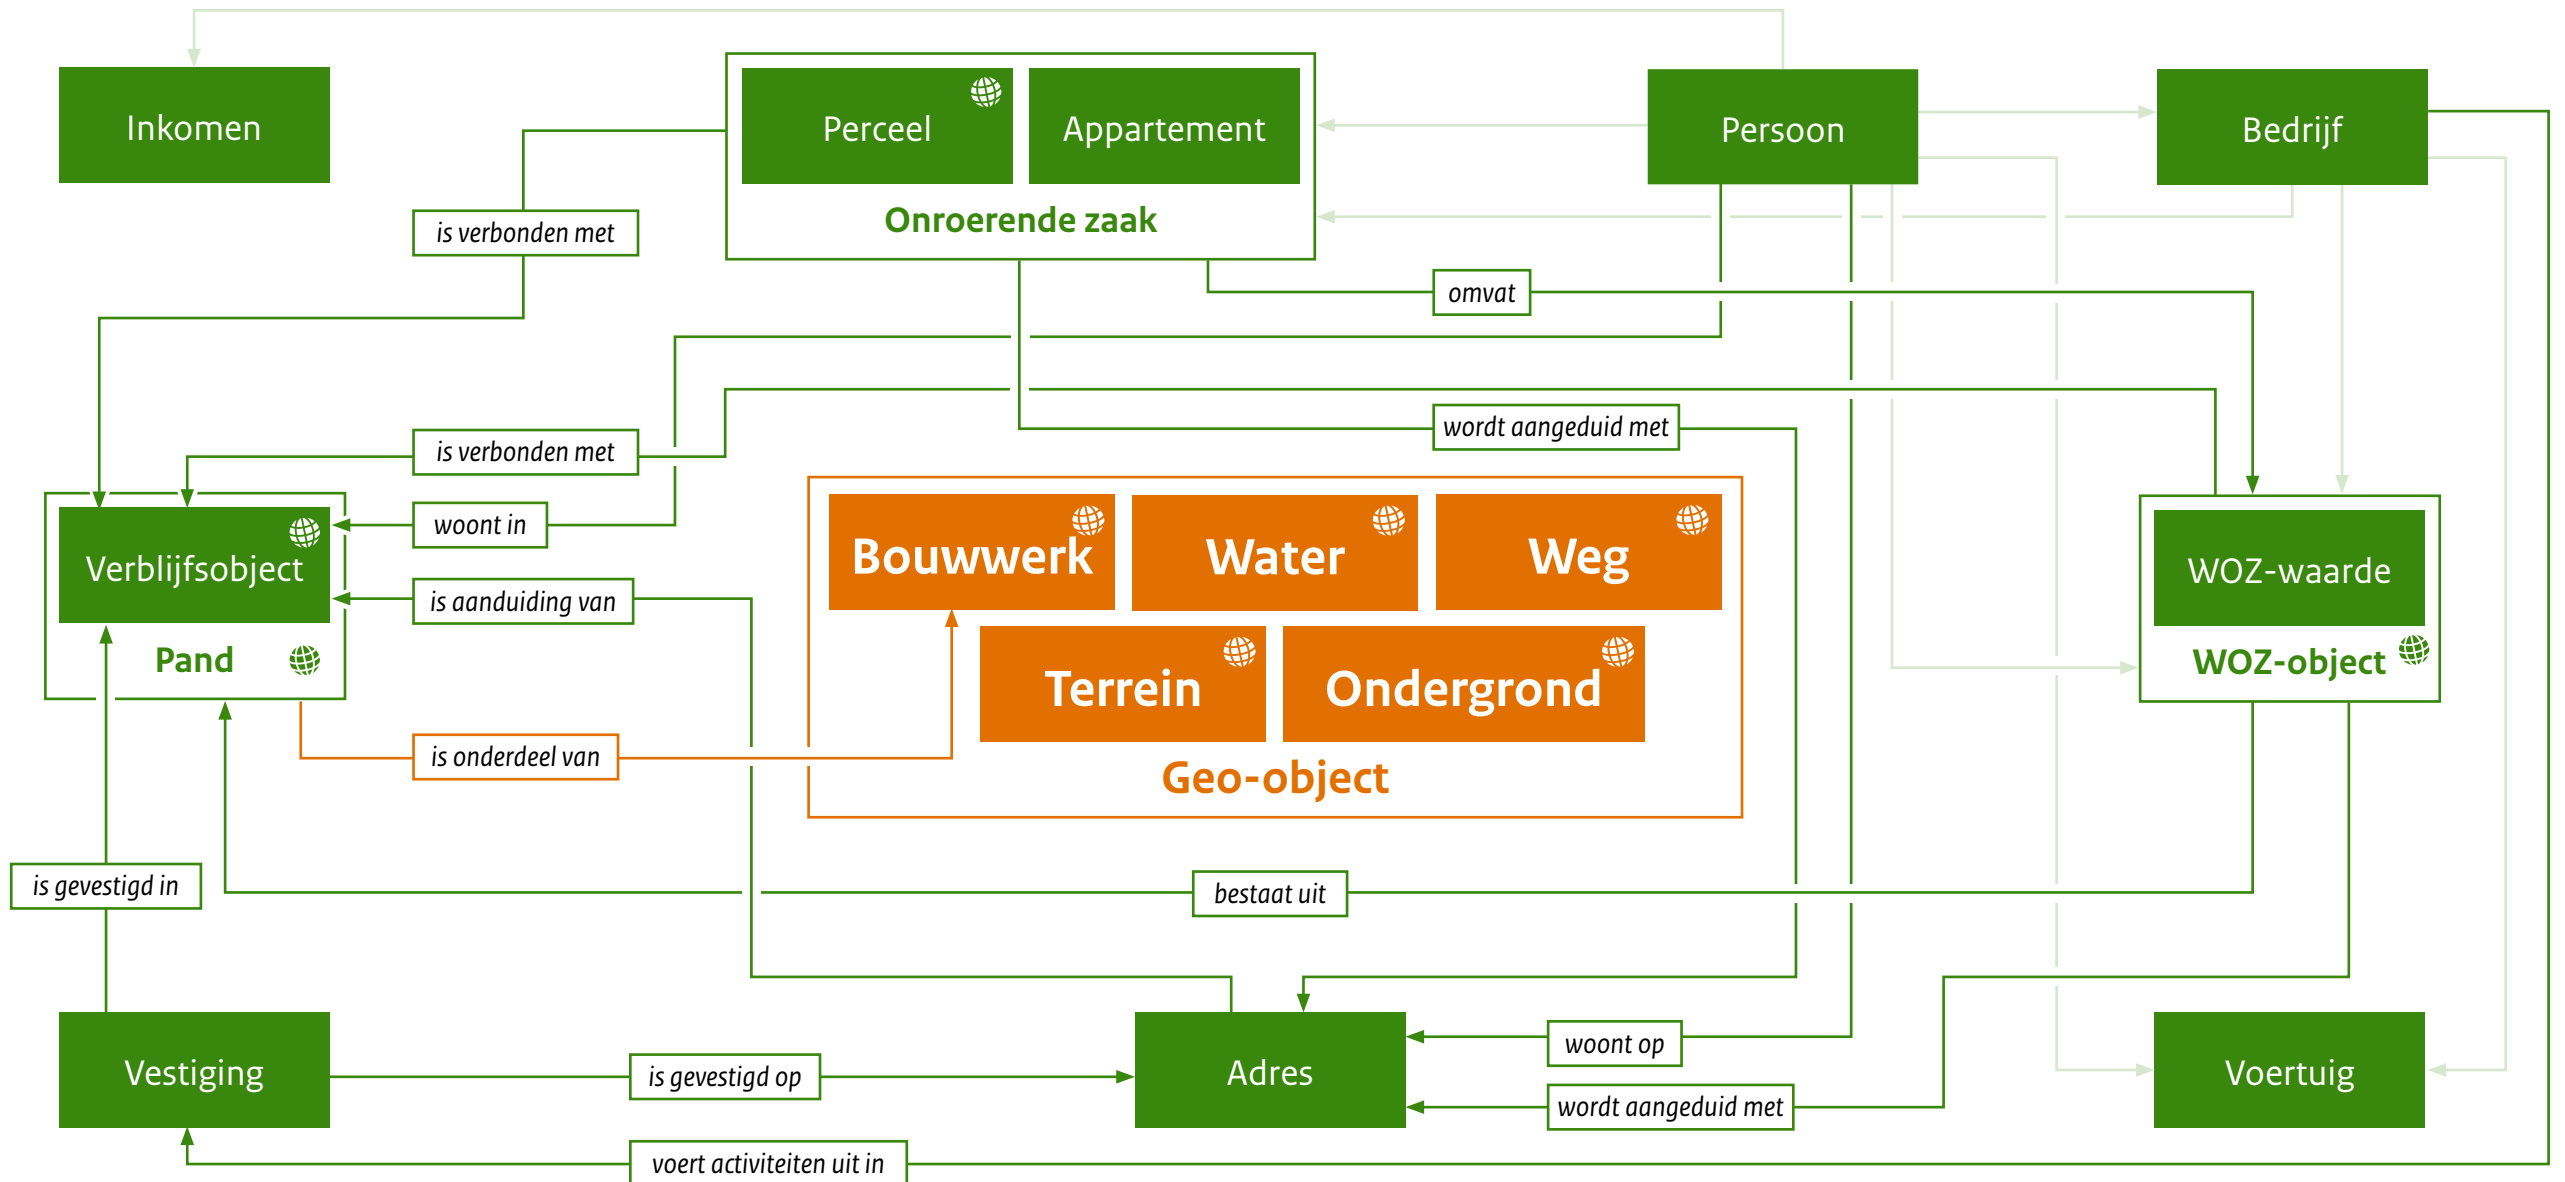 Inkomen
Perceel
Appartement
Persoon
Bedrijf
Onroerende zaak
is verbonden met
omvat
wordt aangeduid met
is verbonden met
woont in
Bouwwerk
Water
Weg
Verblijfsobject
WOZ-waarde
is aanduiding van
Pand
WOZ-object
Terrein
Ondergrond
is onderdeel van
Geo-object
is gevestigd in
bestaat uit
woont op
Vestiging
is gevestigd op
Adres
Voertuig
wordt aangeduid met
voert activiteiten uit in